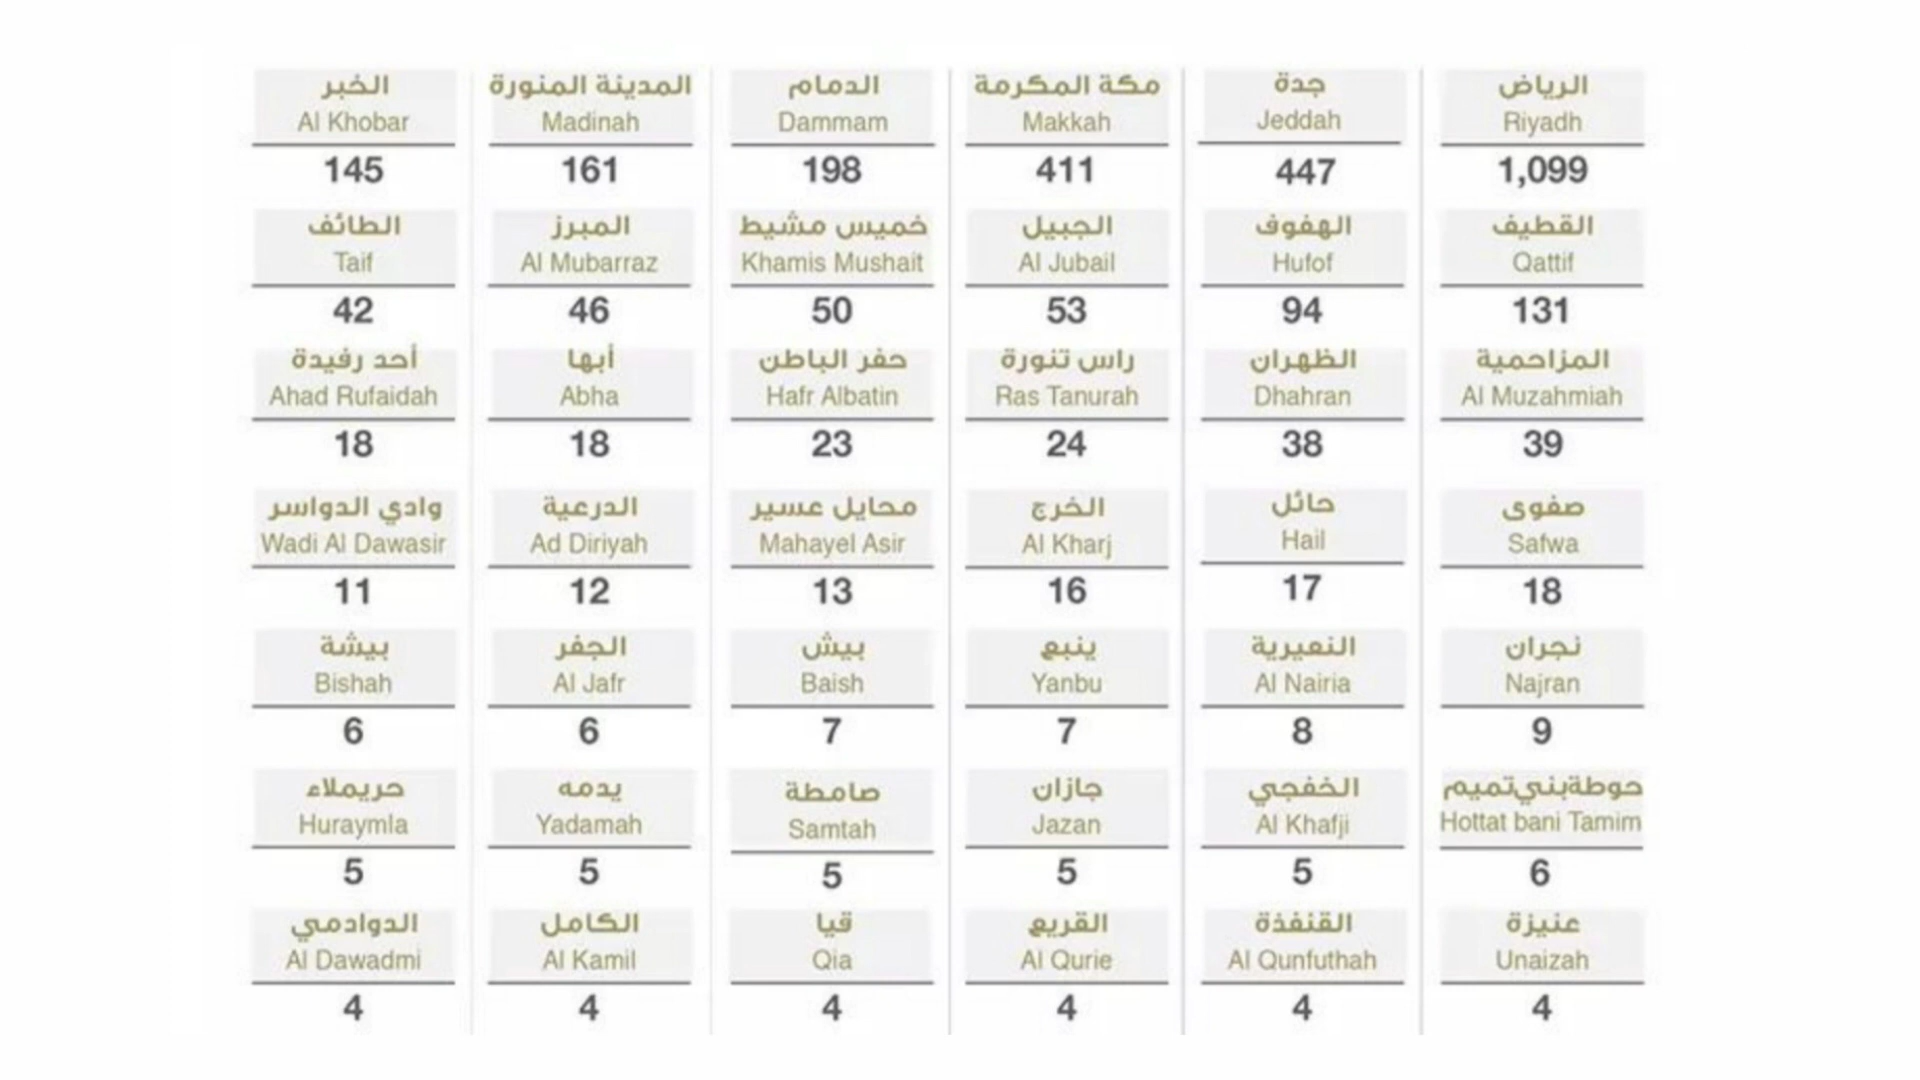 الرياض
Riyadh
1,099
جدة
Jeddah
447
مكة المكرمة
Makkah
411
الدمام
Dammam
198
المدينة المنورة
Madinah
161
الخبر
Al Khobar
145
القطيف
Qattif
131
الهفوف
Hufof
94
الجبيل
Al Jubail
53
خميس مشيط
Khamis Mushait
50
المبرز
Al Mubarraz
46
الطائف
Taif
42
المزاحمية
Al Muzahmiah
39
الظهران
Dhahran
38
راس تنورة
Ras Tanurah
24
حفر الباطن
Hafr Albatin
23
أبها
Abha
18
أحد رفيدة
Ahad Rufaidah
18
صفوى
Safwa
18
حائل
Hail
17
الخرج
Al Kharj
16
محايل عسير
Mahayel Asir
13
الدرعية
Ad Diriyah
12
وادي الدواسر
Wadi Al Dawasir
11
نجران
Najran
9
النعيرية
Al Nairia
8
ينبع
Yanbu
7
بيش
Baish
7
الجفر
Al Jafr
6
بيشة
Bishah
6
حوطة بني تميم
Hottat bani Tamim
6
الخفجي
Al Khafji
5
جازان
Jazan
5
صامطة
Samtah
5
يدمه
Yadamah
5
حريملاء
Huraymla
5
عنيزة
Unaizah
4
القنفذة
Al Qunfuthah
4
القريع
Al Qurie
4
قيا
Qia
4
الكامل
Al Kamil
4
الدوادمي
Al Dawadmi
4